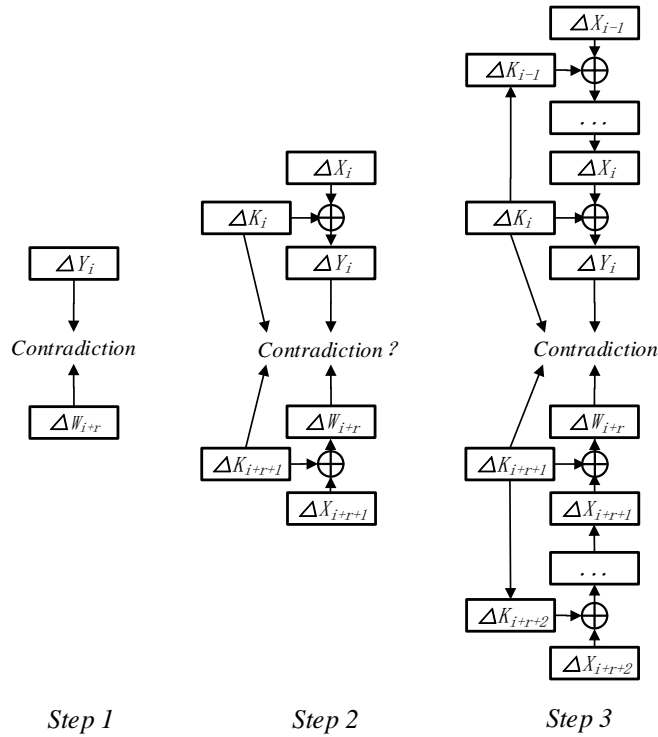 ΔY_i
Contradiction
ΔW_{i+r}
Step 1
ΔX_i
ΔK_i
ΔY_i
Contradiction ?
ΔW_{i+r}
ΔK_{i+r+1}
ΔX_{i+r+1}
Step 2
ΔX_{i-1}
ΔK_{i-1}
...
ΔX_i
ΔK_i
ΔY_i
Contradiction
ΔW_{i+r}
ΔK_{i+r+1}
ΔX_{i+r+1}
...
ΔK_{i+r+2}
ΔX_{i+r+2}
Step 3